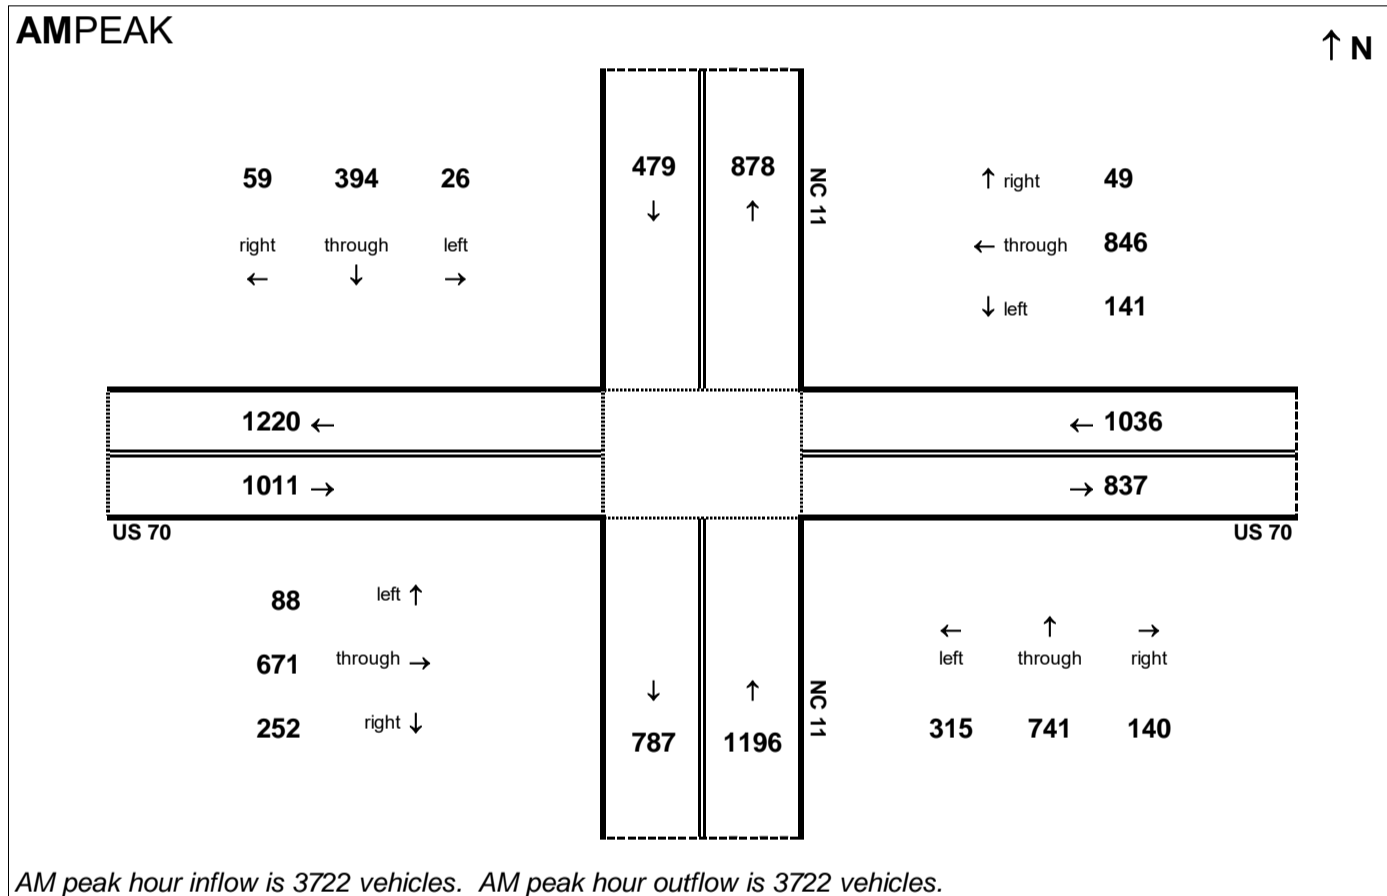 AMPEAK
↑ N
59 394 26
right through left
← ↓ →
479 878
↓ ↑
NC 11
↑ right 49
← through 846
↓ left 141
1220 ←
1011 →
← 1036
→ 837
US 70
US 70
88 left ↑
671 through →
252 right ↓
↓ ↑
787 1196
NC 11
← ↑ →
left through right
315 741 140
AM peak hour inflow is 3722 vehicles. AM peak hour outflow is 3722 vehicles.